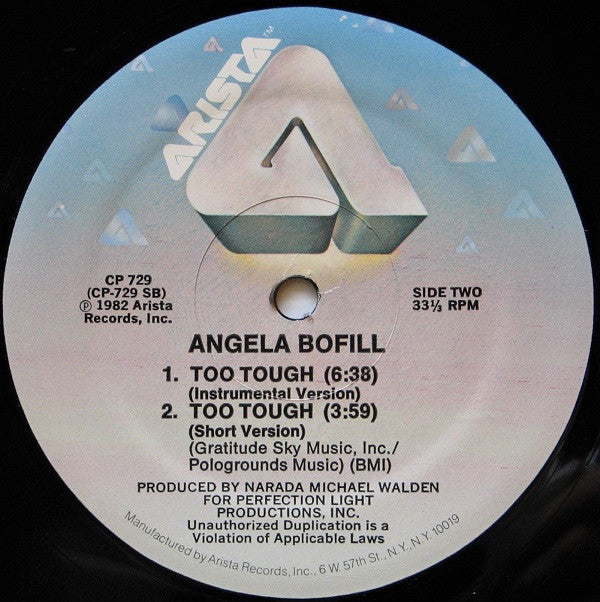 ARISTA™
CP 729
(CP-729 SB)
℗ 1982 Arista
Records, Inc.
SIDE TWO
33⅓ RPM
ANGELA BOFILL
1. TOO TOUGH (6:38)
(Instrumental Version)
2. TOO TOUGH (3:59)
(Short Version)
(Gratitude Sky Music, Inc./
Pologrounds Music) (BMI)
PRODUCED BY NARADA MICHAEL WALDEN
FOR PERFECTION LIGHT
PRODUCTIONS, INC.
Unauthorized Duplication is a
Violation of Applicable Laws
Manufactured by Arista Records, Inc., 6 W. 57th St., N.Y., N.Y. 10019